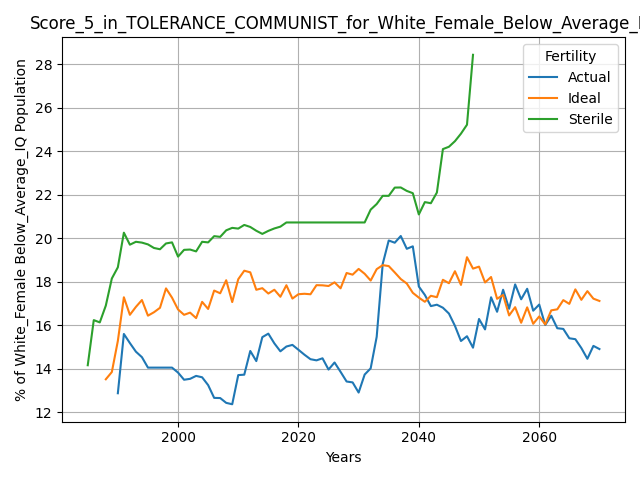 Score_5_in_TOLERANCE_COMMUNIST_for_White_Female_Below_Average_
Fertility
Actual
Ideal
Sterile
% of White_Female Below_Average_IQ Population
28
26
24
22
20
18
16
14
12
2000 2020 2040 2060
Years